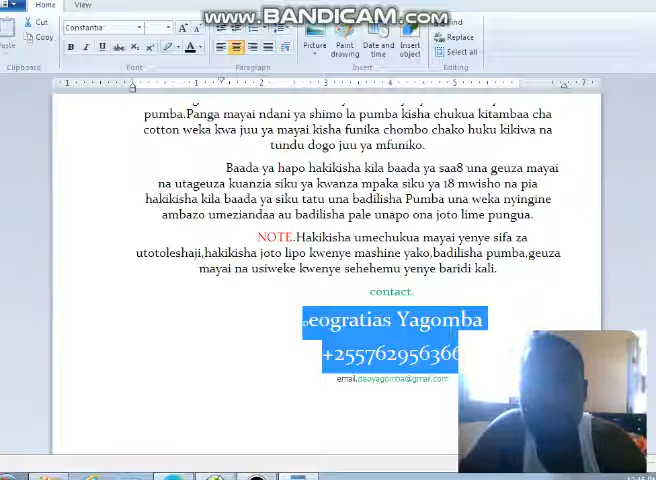 www.BANDICAM.com
Home
View
Cut
Copy
Clipboard
Constantia
Font
Paragraph
Picture
Paint drawing
Date and time
Insert object
Insert
Find
Replace
Select all
Editing
pumba.Panga mayai ndani ya shimo la pumba kisha chukua kitambaa cha
cotton weka kwa juu ya mayai kisha funika chombo chako huku kikiwa na
tundu dogo juu ya mfuniko.
Baada ya hapo hakikisha kila baada ya saa8 una geuza mayai
na utageuza kuanzia siku ya kwanza mpaka siku ya 18 mwisho na pia
hakikisha kila baada ya siku tatu una badilisha Pumba una weka nyingine
ambazo umeziandaa au badilisha pale unapo ona joto lime pungua.
NOTE.Hakikisha umechukua mayai yenye sifa za
utotoleshaji,hakikisha joto lipo kwenye mashine yako,badilisha pumba,geuza
mayai na usiweke kwenye sehehemu yenye baridi kali.
contact.
Deogratias Yagomba
+255762956366
email.deoyagomba@gmail.com